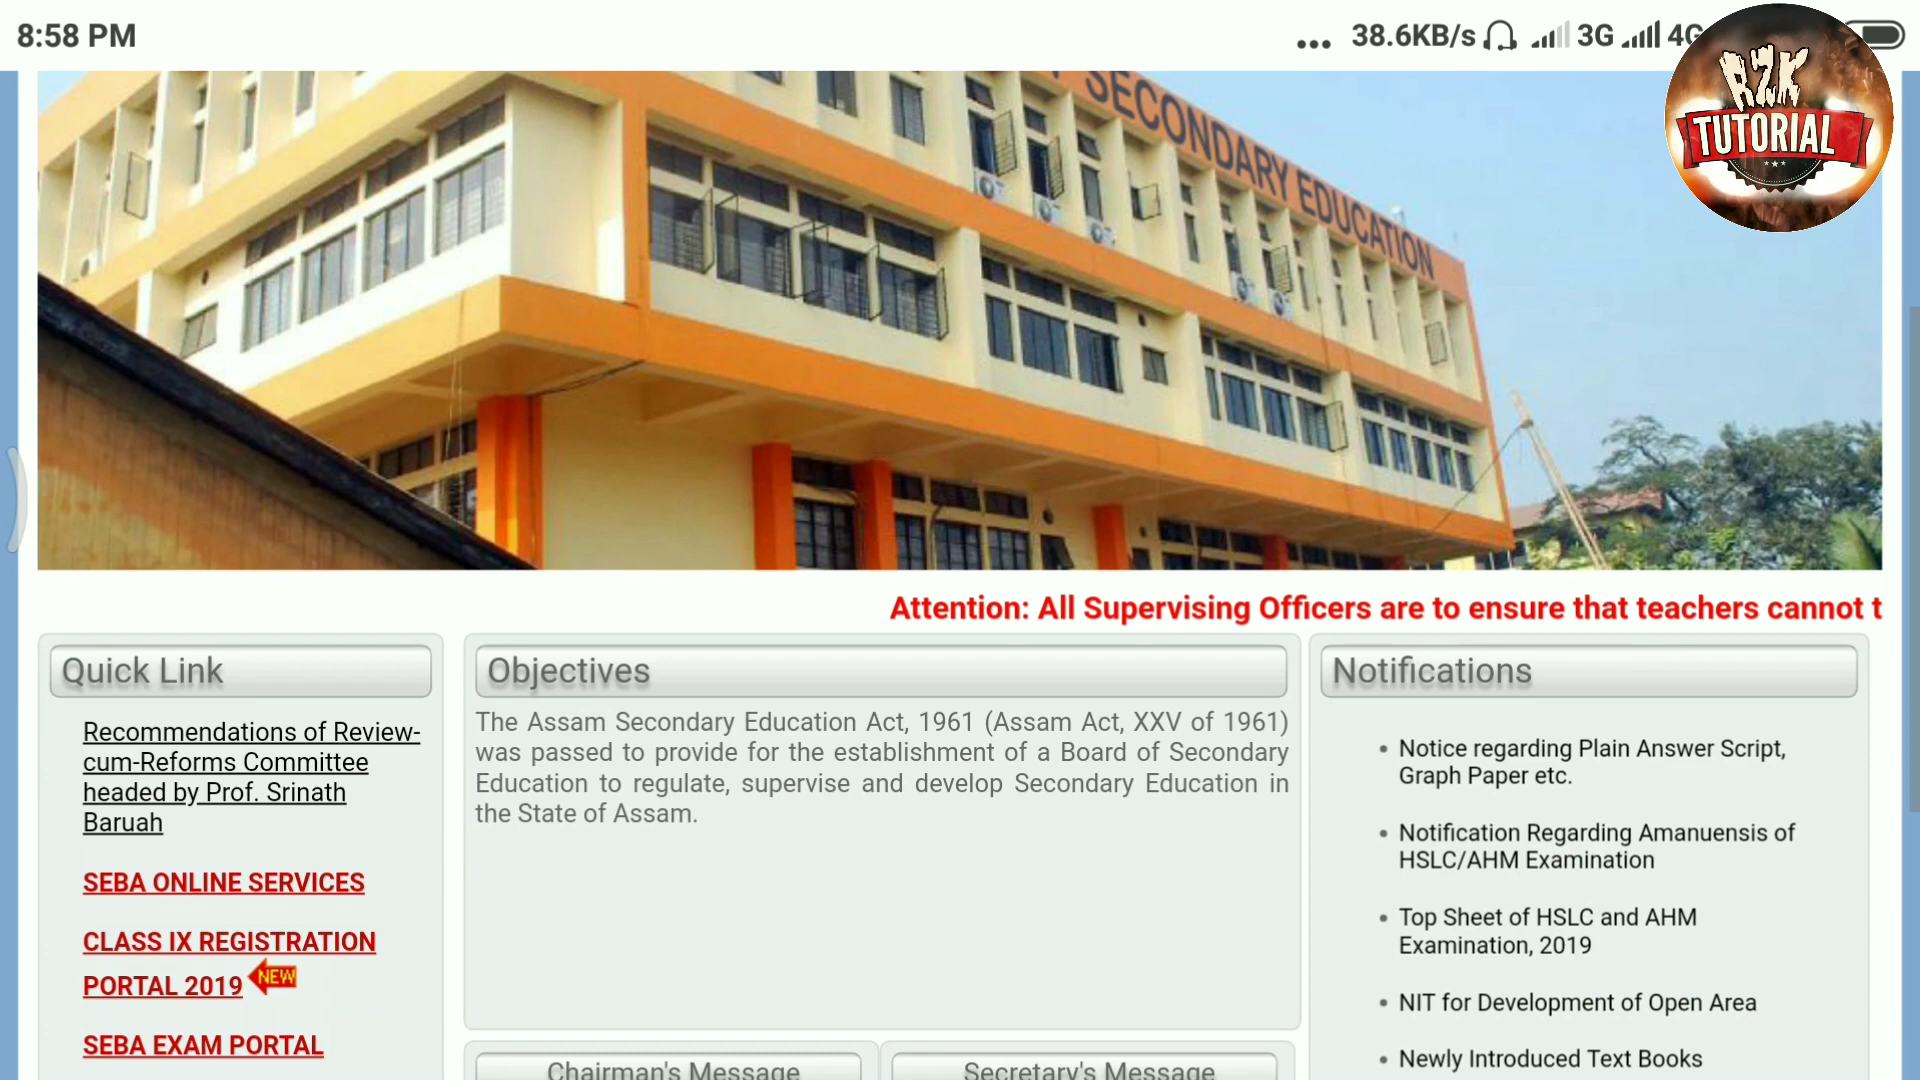 8:58 PM
... 38.6KB/s 3G 4G
RZK
TUTORIAL
SECONDARY EDUCATION
Attention: All Supervising Officers are to ensure that teachers cannot t
Quick Link
Recommendations of Review-
cum-Reforms Committee
headed by Prof. Srinath
Baruah
SEBA ONLINE SERVICES
CLASS IX REGISTRATION
PORTAL 2019 NEW
SEBA EXAM PORTAL
Objectives
The Assam Secondary Education Act, 1961 (Assam Act, XXV of 1961)
was passed to provide for the establishment of a Board of Secondary
Education to regulate, supervise and develop Secondary Education in
the State of Assam.
Chairman's Message
Secretary's Message
Notifications
• Notice regarding Plain Answer Script,
Graph Paper etc.
• Notification Regarding Amanuensis of
HSLC/AHM Examination
• Top Sheet of HSLC and AHM
Examination, 2019
• NIT for Development of Open Area
• Newly Introduced Text Books